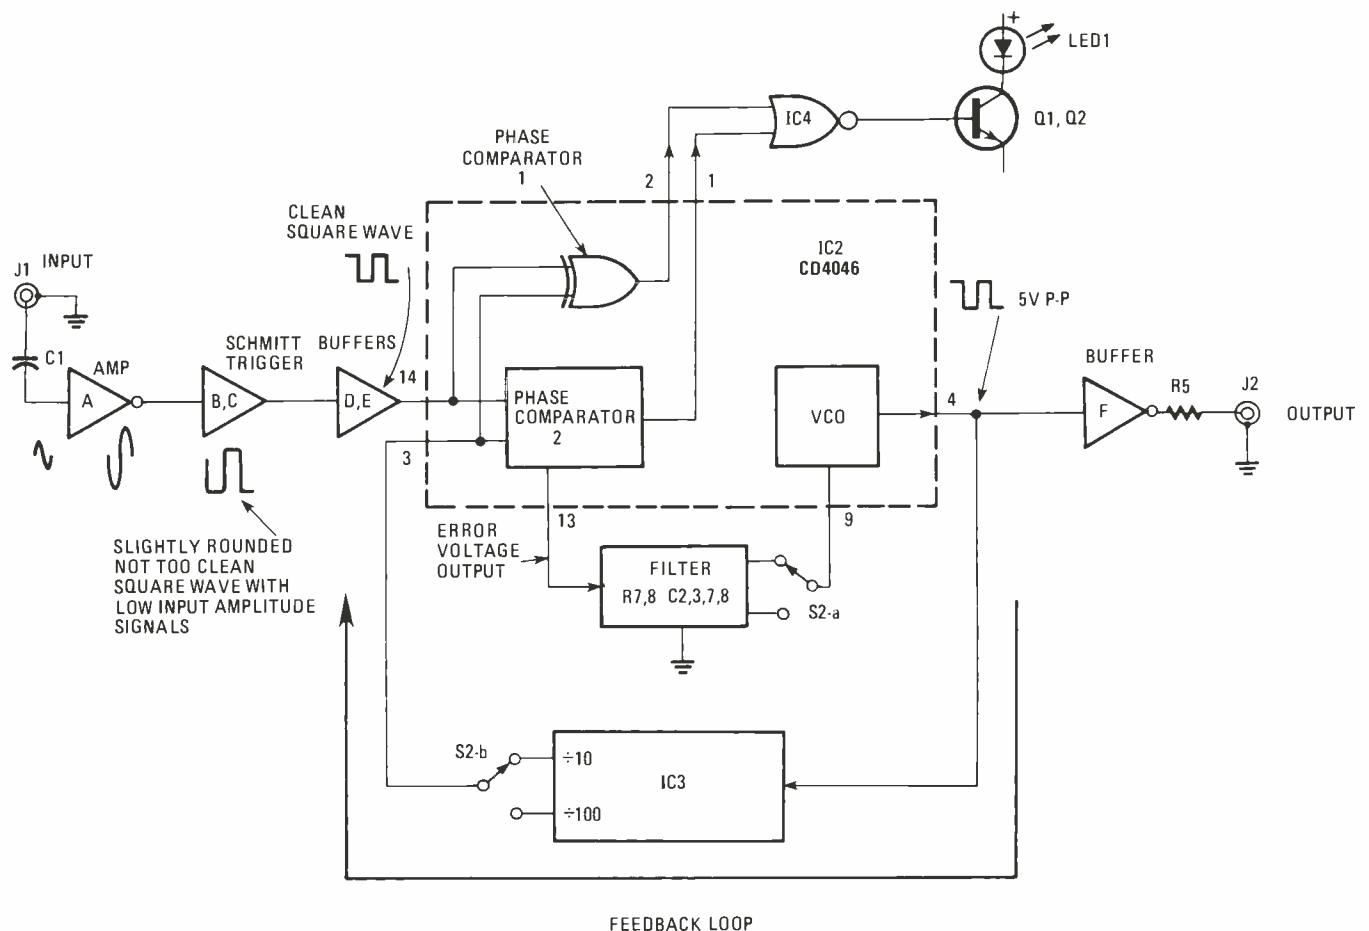 +
LED1
IC4
Q1, Q2
PHASE
COMPARATOR
1
2
1
CLEAN
SQUARE WAVE
IC2
CD4046
J1
INPUT
5V P-P
C1
AMP
A
SCHMITT
TRIGGER
B,C
BUFFERS
D,E
14
3
PHASE
COMPARATOR
2
VCO
4
BUFFER
F
R5
J2
OUTPUT
13
9
ERROR
VOLTAGE
OUTPUT
FILTER
R7,8 C2,3,7,8
S2-a
SLIGHTLY ROUNDED
NOT TOO CLEAN
SQUARE WAVE WITH
LOW INPUT AMPLITUDE
SIGNALS
S2-b
÷10
IC3
÷100
FEEDBACK LOOP